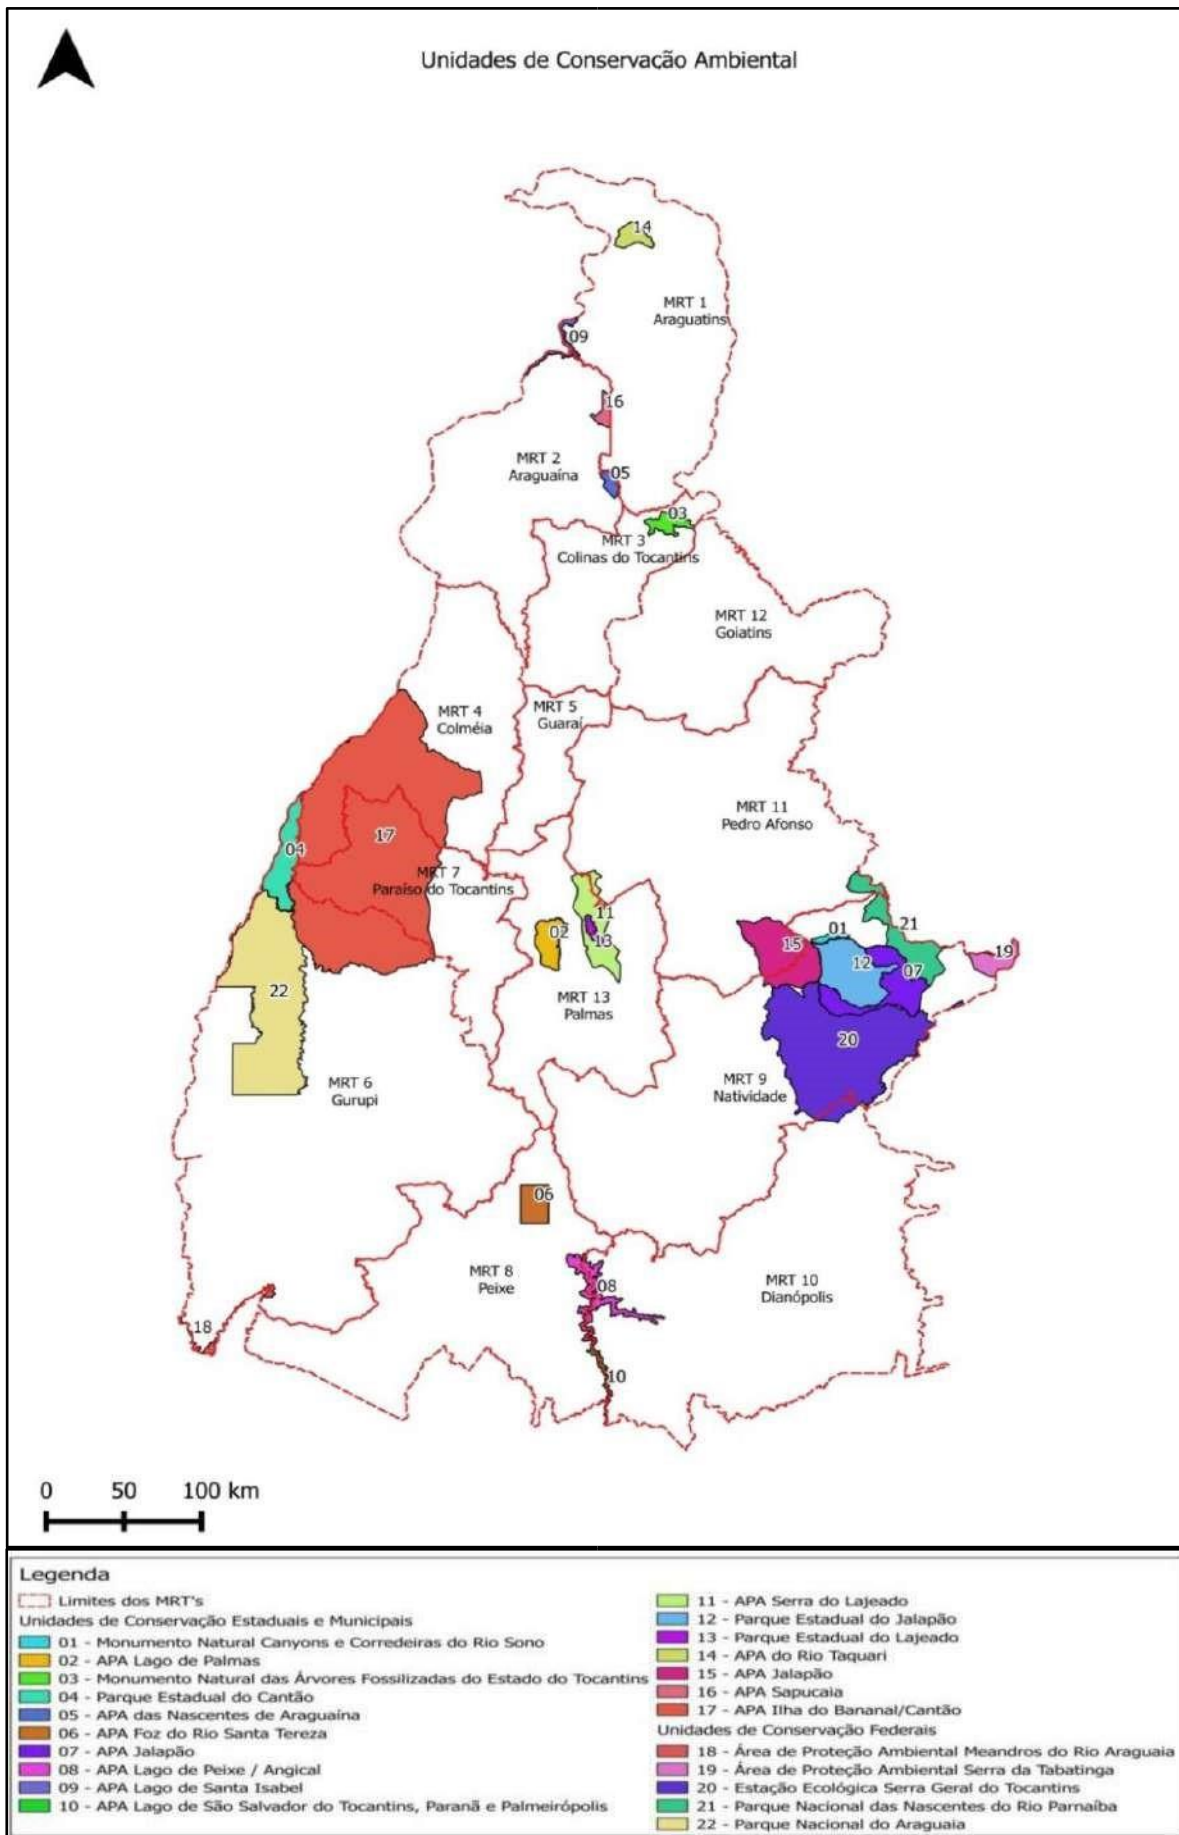 Unidades de Conservação Ambiental
14
MRT 1
Araguatins
09
16
MRT 2
Araguaína
05
03
MRT 3
Colinas do Tocantins
MRT 12
Goiatins
MRT 4
Colméia
MRT 5
Guaraí
MRT 11
Pedro Afonso
17
04
MRT 7
Paraíso do Tocantins
11
02
13
01
21
15
12
19
07
22
MRT 13
Palmas
20
MRT 6
Gurupi
MRT 9
Natividade
06
MRT 8
Peixe
08
MRT 10
Dianópolis
18
10
0 50 100 km
Legenda
Limites dos MRT's
Unidades de Conservação Estaduais e Municipais
01 - Monumento Natural Canyons e Corredeiras do Rio Sono
02 - APA Lago de Palmas
03 - Monumento Natural das Árvores Fossilizadas do Estado do Tocantins
04 - Parque Estadual do Cantão
05 - APA das Nascentes de Araguaína
06 - APA Foz do Rio Santa Tereza
07 - APA Jalapão
08 - APA Lago de Peixe / Angical
09 - APA Lago de Santa Isabel
10 - APA Lago de São Salvador do Tocantins, Paranã e Palmeirópolis
11 - APA Serra do Lajeado
12 - Parque Estadual do Jalapão
13 - Parque Estadual do Lajeado
14 - APA do Rio Taquari
15 - APA Jalapão
16 - APA Sapucaia
17 - APA Ilha do Bananal/Cantão
Unidades de Conservação Federais
18 - Área de Proteção Ambiental Meandros do Rio Araguaia
19 - Área de Proteção Ambiental Serra da Tabatinga
20 - Estação Ecológica Serra Geral do Tocantins
21 - Parque Nacional das Nascentes do Rio Parnaíba
22 - Parque Nacional do Araguaia